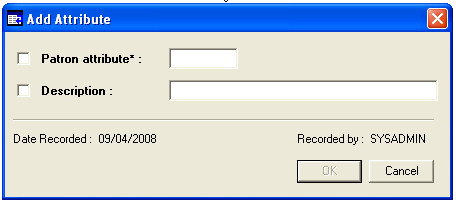 Add Attribute
Patron attribute* :
Description :
Date Recorded : 09/04/2008 Recorded by : SYSADMIN
OK Cancel